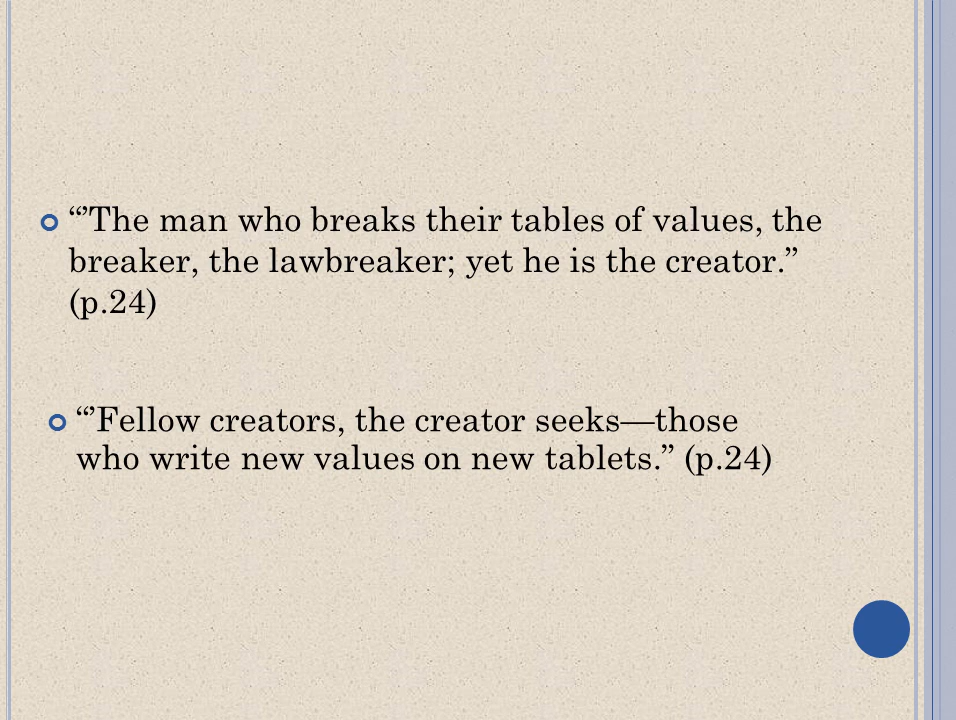 “’The man who breaks their tables of values, the
breaker, the lawbreaker; yet he is the creator.”
(p.24)
“’Fellow creators, the creator seeks—those
who write new values on new tablets.” (p.24)